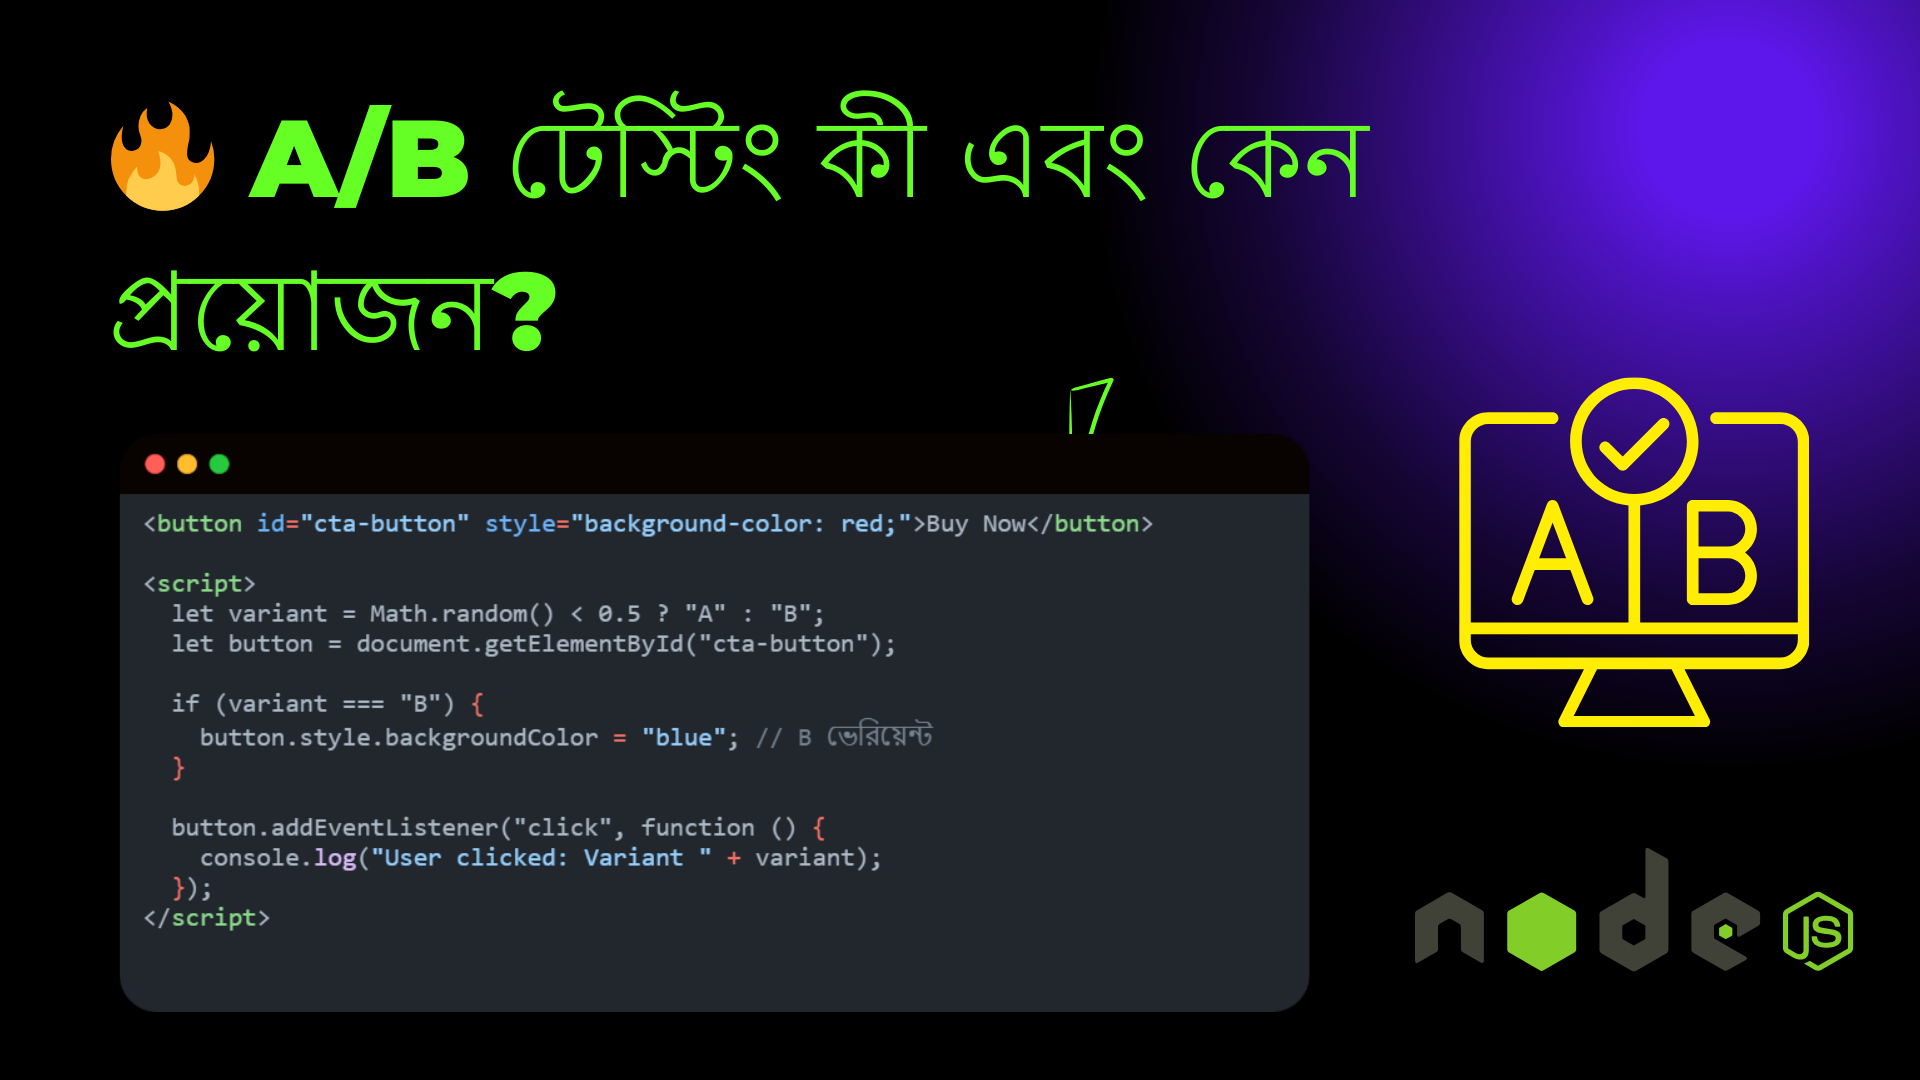 🔥 A/B টেস্টিং কী এবং কেন
প্রয়োজন?
<button id="cta-button" style="background-color: red;">Buy Now</button>
<script>
let variant = Math.random() < 0.5 ? "A" : "B";
let button = document.getElementById("cta-button");
if (variant === "B") {
button.style.backgroundColor = "blue"; // B ভেরিয়েন্ট
}
button.addEventListener("click", function () {
console.log("User clicked: Variant " + variant);
});
</script>
A B
node JS